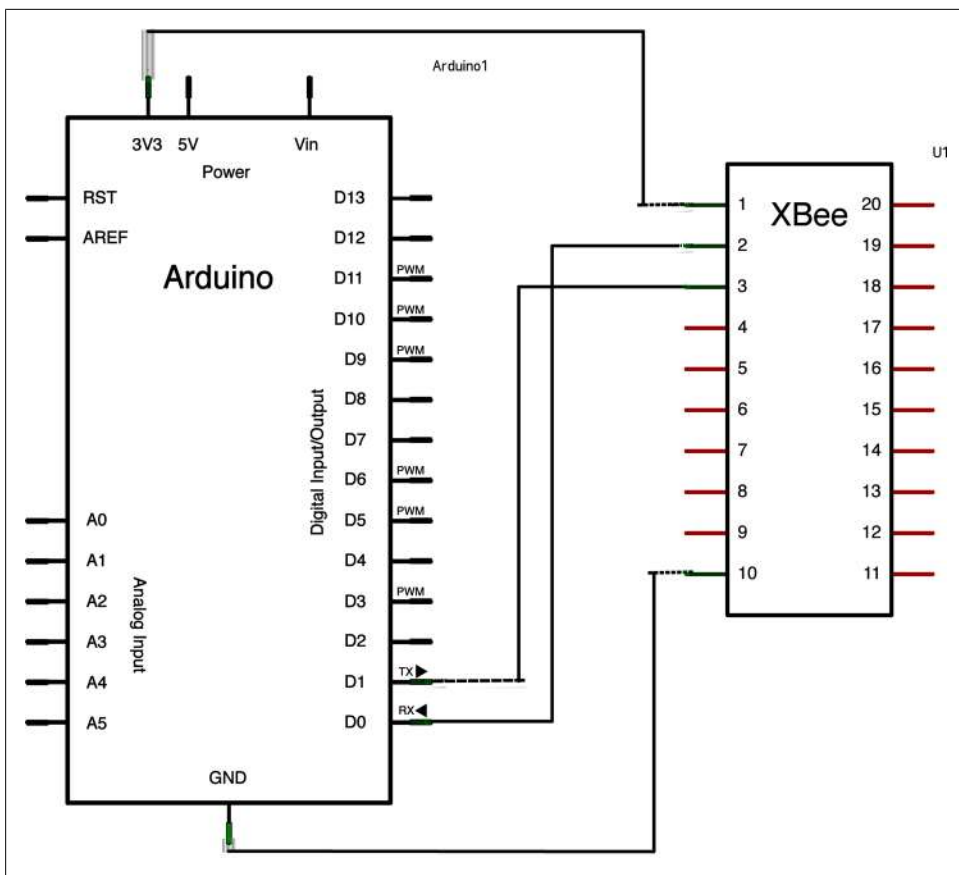 Arduino1
3V3 5V Vin
Power
RST
AREF
Arduino
D13
D12
PWM
D11
D10
PWM
D9
PWM
D8
D7
D6
PWM
D5
PWM
D4
D3
PWM
D2
D1
TX
D0
RX
Digital Input/Output
A0
A1
A2
A3
A4
A5
Analog Input
GND
U1
XBee
1 20
2 19
3 18
4 17
5 16
6 15
7 14
8 13
9 12
10 11